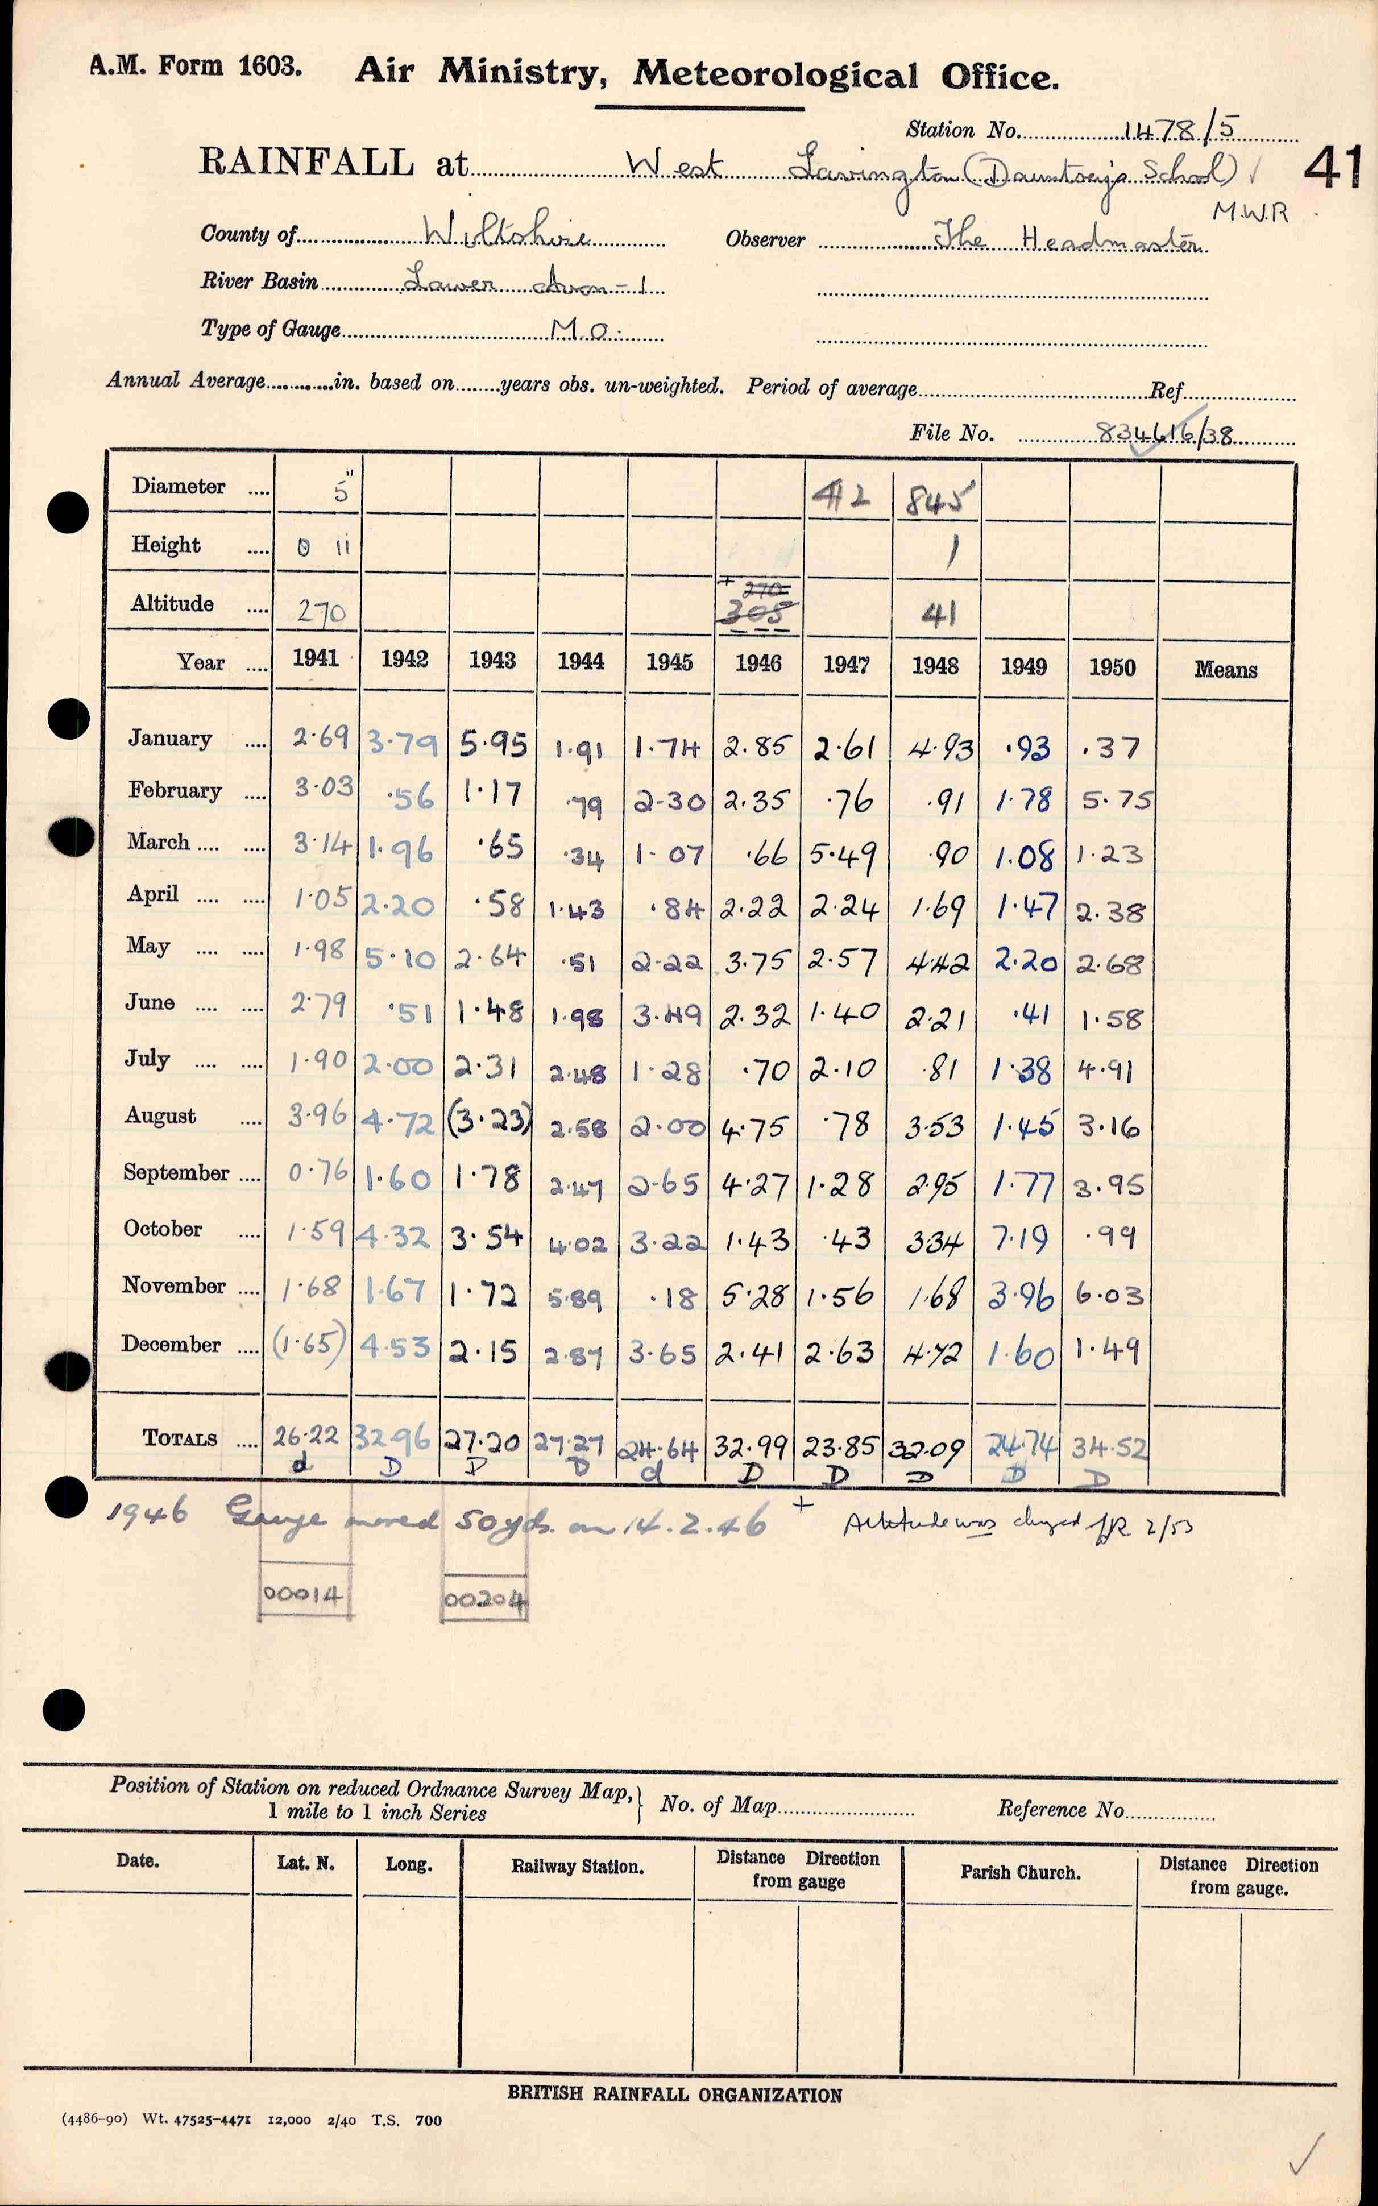 A.M. Form 1603. Air Ministry, Meteorological Office.
Station No. 1478/5
RAINFALL at West Lavington (Dauntsey's School) 41
M.W.R
County of Wiltshire Observer The Headmaster
River Basin Lower Avon - 1
Type of Gauge M.O.
Annual Average in. based on years obs. un-weighted. Period of average Ref
File No. 834616/38
Diameter 5" 412 845
Height 0 11 1
Altitude 270 + 270 305 41
Year 1941 1942 1943 1944 1945 1946 1947 1948 1949 1950 Means
January 2.69 3.79 5.95 1.91 1.74 2.85 2.61 4.93 .93 .37
February 3.03 .56 1.17 .79 2.30 2.35 .76 .91 1.78 5.75
March 3.14 1.96 .65 .34 1.07 .66 5.49 .90 1.08 1.23
April 1.05 2.20 .58 1.43 .84 2.22 2.24 1.69 1.47 2.38
May 1.98 5.10 2.64 .51 2.22 3.75 2.57 4.42 2.20 2.68
June 2.79 .51 1.48 1.98 3.49 2.32 1.40 2.21 .41 1.58
July 1.90 2.00 2.31 2.48 1.28 .70 2.10 .81 1.38 4.91
August 3.96 4.72 (3.23) 2.58 2.00 4.75 .78 3.53 1.45 3.16
September 0.76 1.60 1.78 2.47 2.65 4.27 1.28 2.95 1.77 3.95
October 1.59 4.32 3.54 4.02 3.22 1.43 .43 3.34 7.19 .99
November 1.68 1.67 1.72 5.89 .18 5.28 1.56 1.68 3.96 6.03
December (1.65) 4.53 2.15 2.87 3.65 2.41 2.63 4.72 1.60 1.49
TOTALS 26.22 32.96 27.20 27.27 24.64 32.99 23.85 32.09 24.74 34.52
d D D D d D D D D D
1946 Gauge moved 50 yds. on 14.2.46 + Altitude was changed 2/53
00014 00204
Position of Station on reduced Ordnance Survey Map, } No. of Map Reference No.
1 mile to 1 inch Series
Date. Lat. N. Long. Railway Station. Distance Direction from gauge Parish Church. Distance Direction from gauge.
BRITISH RAINFALL ORGANIZATION
(4486-90) Wt. 47525-4471 12,000 2/40 T.S. 700